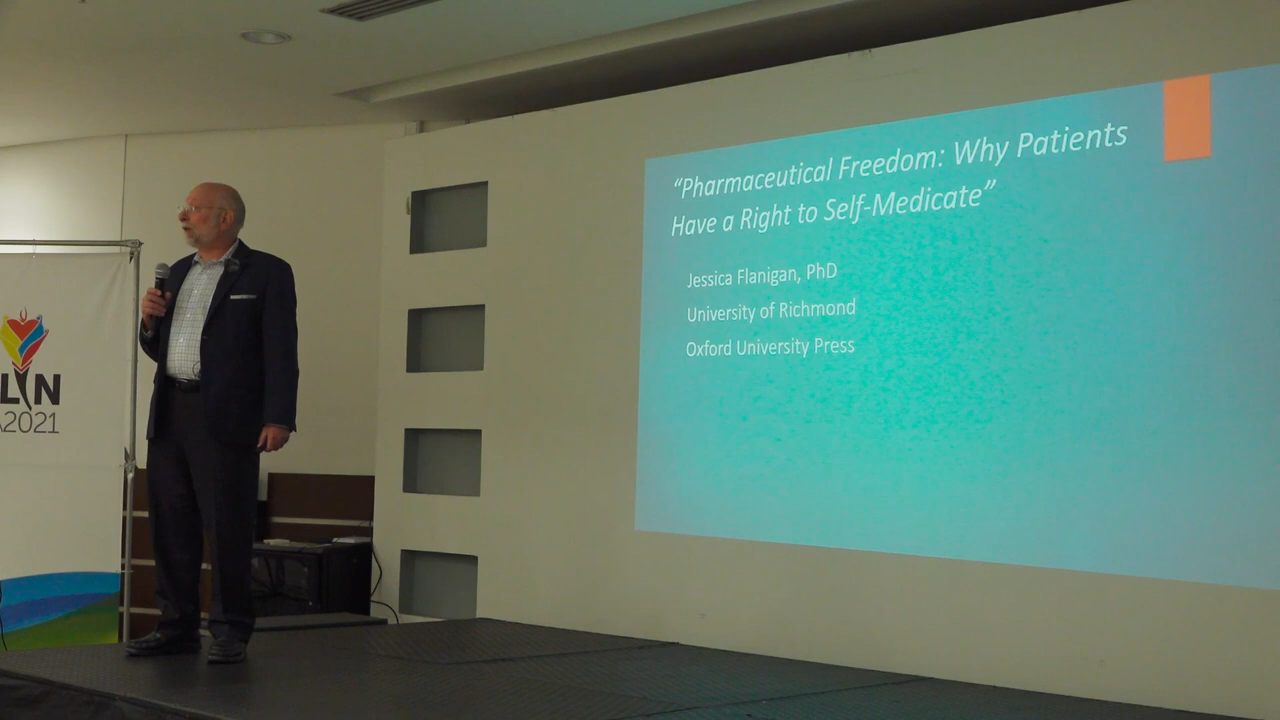 LIN
2021
“Pharmaceutical Freedom: Why Patients
Have a Right to Self-Medicate”
Jessica Flanigan, PhD
University of Richmond
Oxford University Press